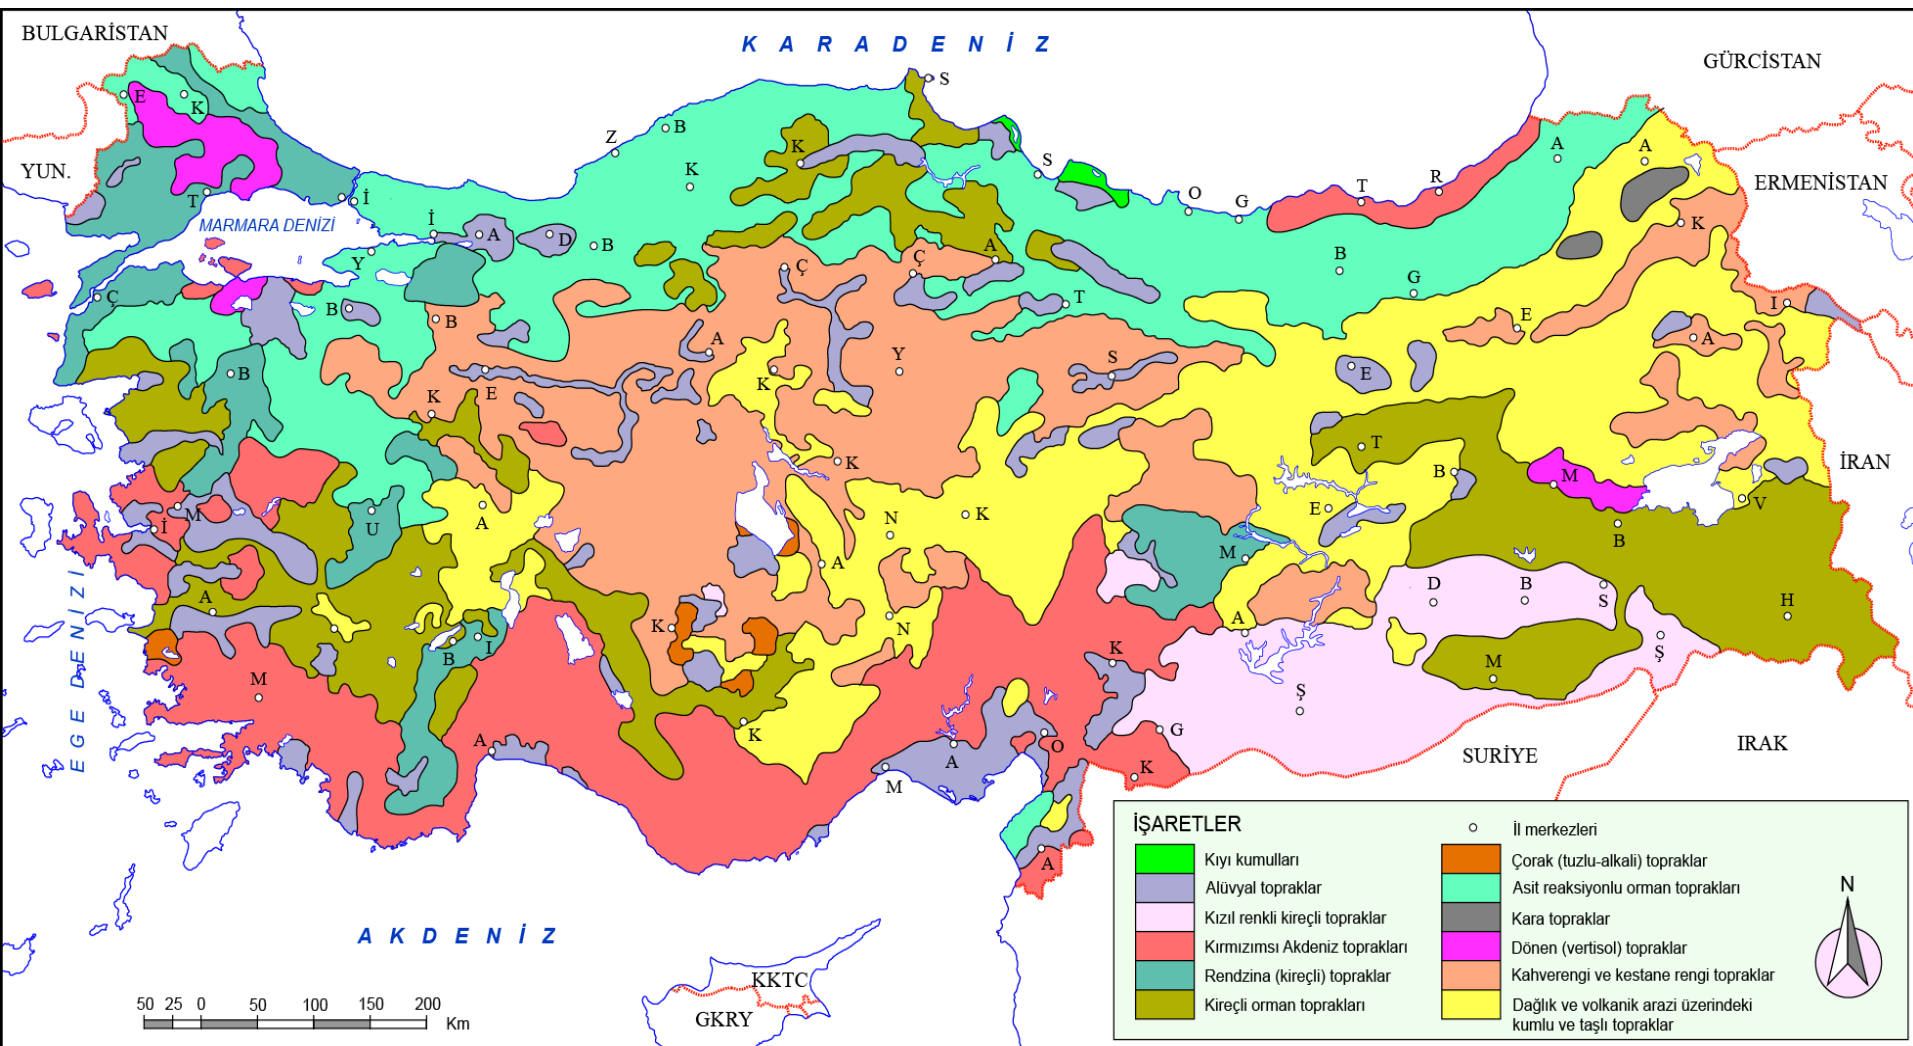 BULGARİSTAN
K A R A D E N İ Z
GÜRCİSTAN
S
E
K
Z
B
YUN.
K
K
S
A
A
ERMENİSTAN
T
İ
O
G
T
R
MARMARA DENİZİ
İ
A
D
B
A
K
Y
Ç
Ç
B
G
Ç
B
B
T
I
E
A
A
B
E
K
Y
S
E
K
T
K
B
M
İRAN
M
İ
U
A
N
K
E
V
A
M
B
A
K
N
A
D
B
S
H
B
I
K
Ş
M
M
Ş
EGE DENİZİ
A
K
A
O
G
K
M
SURİYE
IRAK
A
A K D E N İ Z
KKTC
GKRY
50 25 0 50 100 150 200
Km
İŞARETLER
Kıyı kumulları
Alüvyal topraklar
Kızıl renkli kireçli topraklar
Kırmızımsı Akdeniz toprakları
Rendzina (kireçli) topraklar
Kireçli orman toprakları
İl merkezleri
Çorak (tuzlu-alkali) topraklar
Asit reaksiyonlu orman toprakları
Kara topraklar
Dönen (vertisol) topraklar
Kahverengi ve kestane rengi topraklar
Dağlık ve volkanik arazi üzerindeki
kumlu ve taşlı topraklar
N